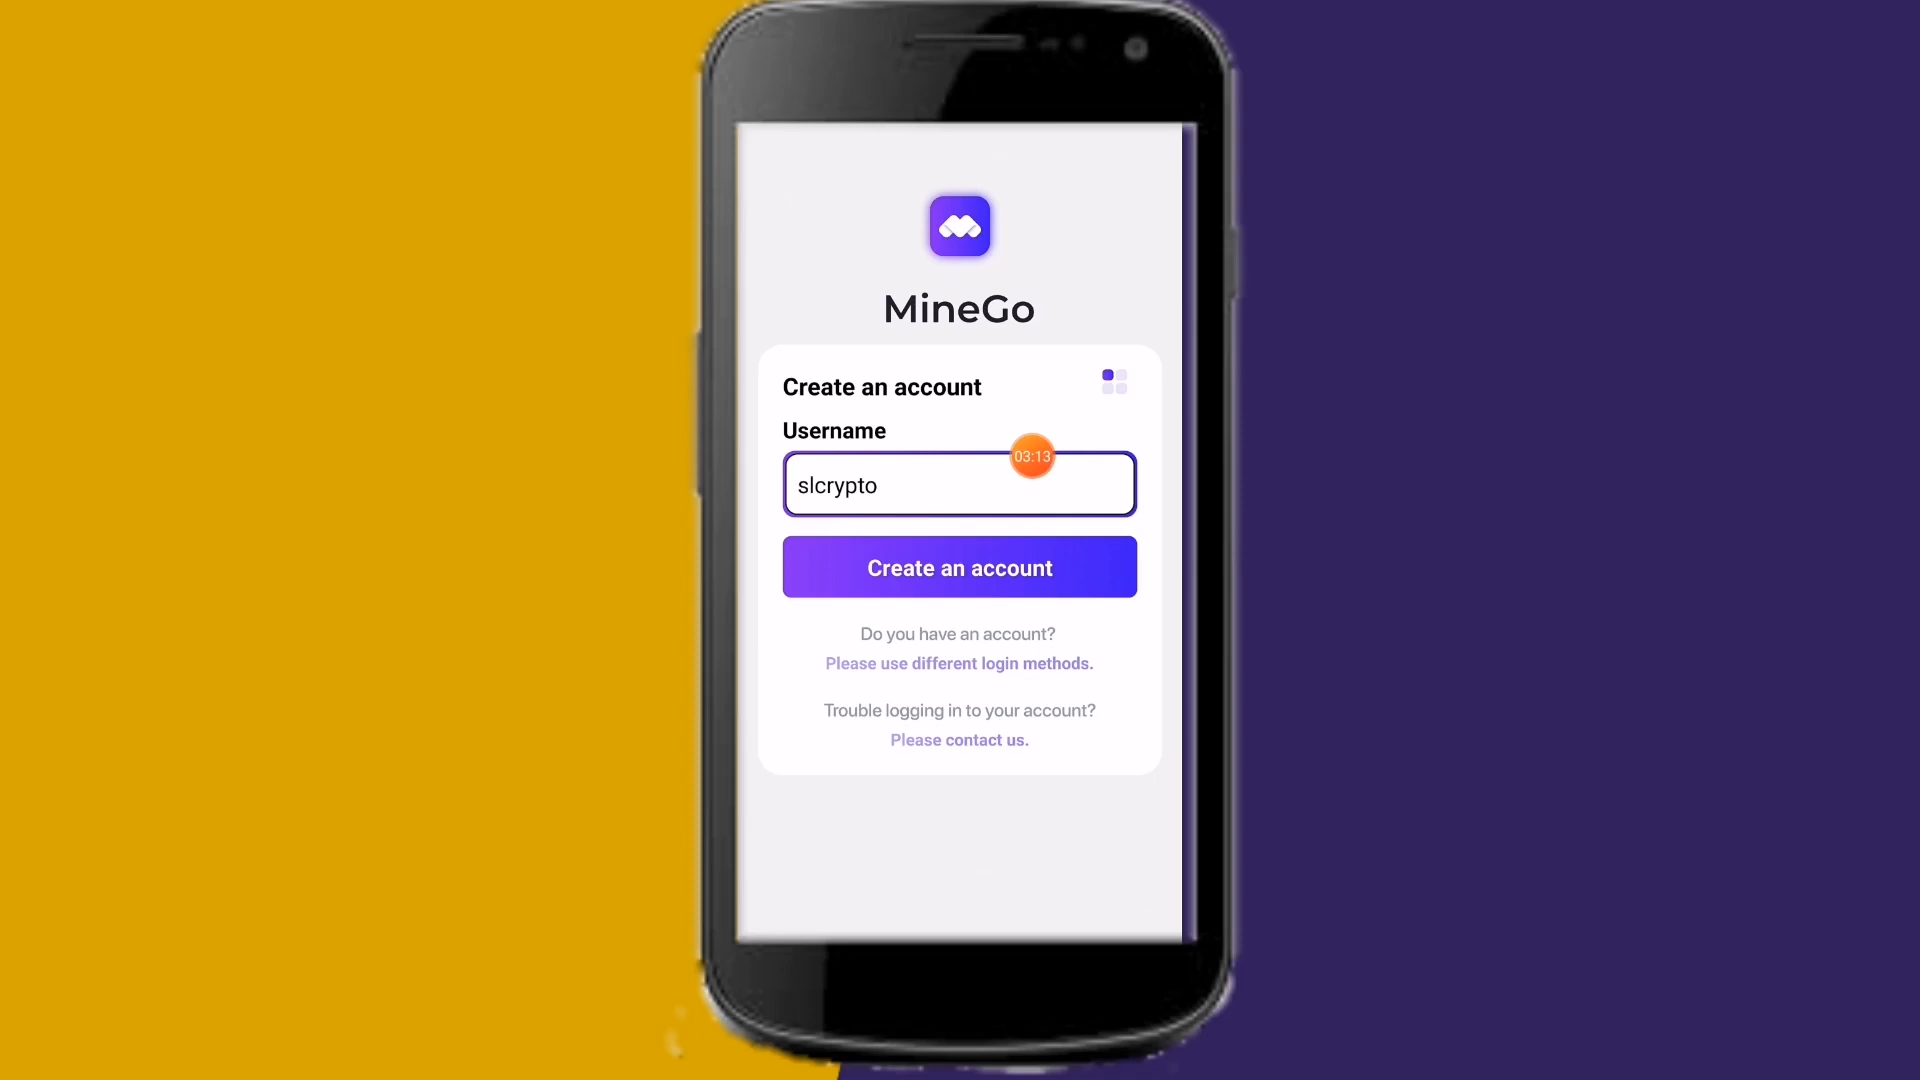 MineGo
Create an account
Username
03:13
slcrypto
Create an account
Do you have an account?
Please use different login methods.
Trouble logging in to your account?
Please contact us.